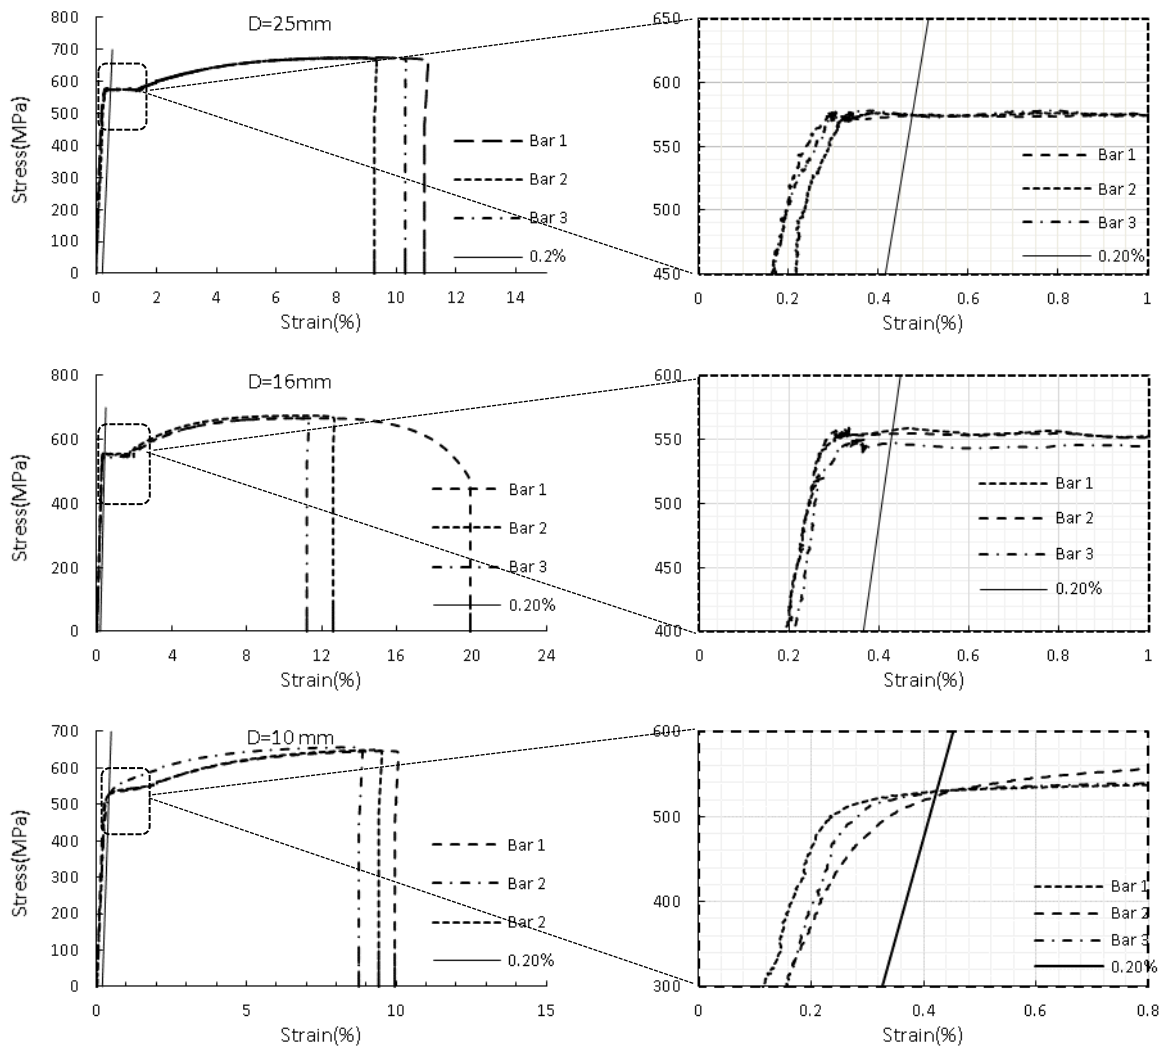 D=25mm
Stress(MPa)
800
700
600
500
400
300
200
100
0
0 2 4 6 8 10 12 14
Strain(%)
Bar 1
Bar 2
Bar 3
0.2%
650
600
550
500
450
0 0.2 0.4 0.6 0.8 1
Strain(%)
Bar 1
Bar 2
Bar 3
0.20%
D=16mm
Stress(MPa)
800
600
400
200
0
0 4 8 12 16 20 24
Strain(%)
Bar 1
Bar 2
Bar 3
0.20%
600
550
500
450
400
0 0.2 0.4 0.6 0.8 1
Strain(%)
Bar 1
Bar 2
Bar 3
0.20%
D=10 mm
Stress(MPa)
700
600
500
400
300
200
100
0
0 5 10 15
Strain(%)
Bar 1
Bar 2
Bar 2
0.20%
600
500
400
300
0 0.2 0.4 0.6 0.8
Strain(%)
Bar 1
Bar 2
Bar 3
0.20%